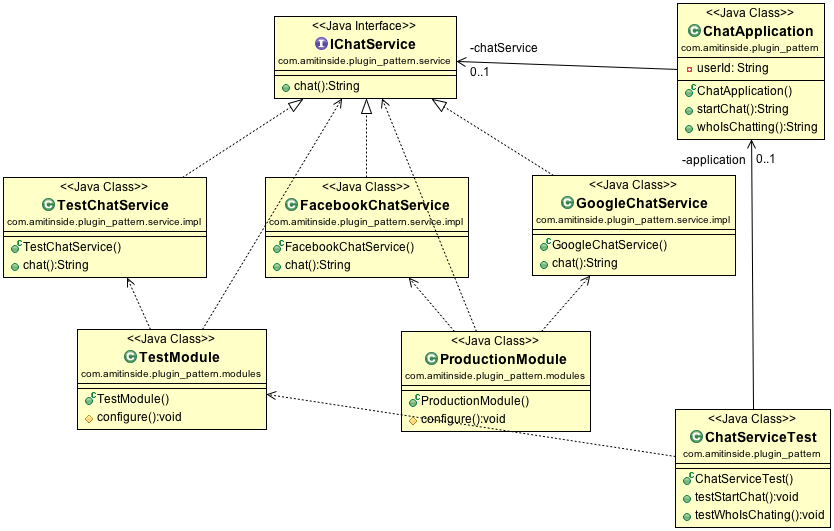 <<Java Interface>>
IChatService
com.amitinside.plugin_pattern.service
chat():String
-chatService
0..1
<<Java Class>>
ChatApplication
com.amitinside.plugin_pattern
userId: String
ChatApplication()
startChat():String
whoIsChatting():String
-application
0..1
<<Java Class>>
TestChatService
com.amitinside.plugin_pattern.service.impl
TestChatService()
chat():String
<<Java Class>>
FacebookChatService
com.amitinside.plugin_pattern.service.impl
FacebookChatService()
chat():String
<<Java Class>>
GoogleChatService
com.amitinside.plugin_pattern.service.impl
GoogleChatService()
chat():String
<<Java Class>>
TestModule
com.amitinside.plugin_pattern.modules
TestModule()
configure():void
<<Java Class>>
ProductionModule
com.amitinside.plugin_pattern.modules
ProductionModule()
configure():void
<<Java Class>>
ChatServiceTest
com.amitinside.plugin_pattern
ChatServiceTest()
testStartChat():void
testWhoIsChating():void